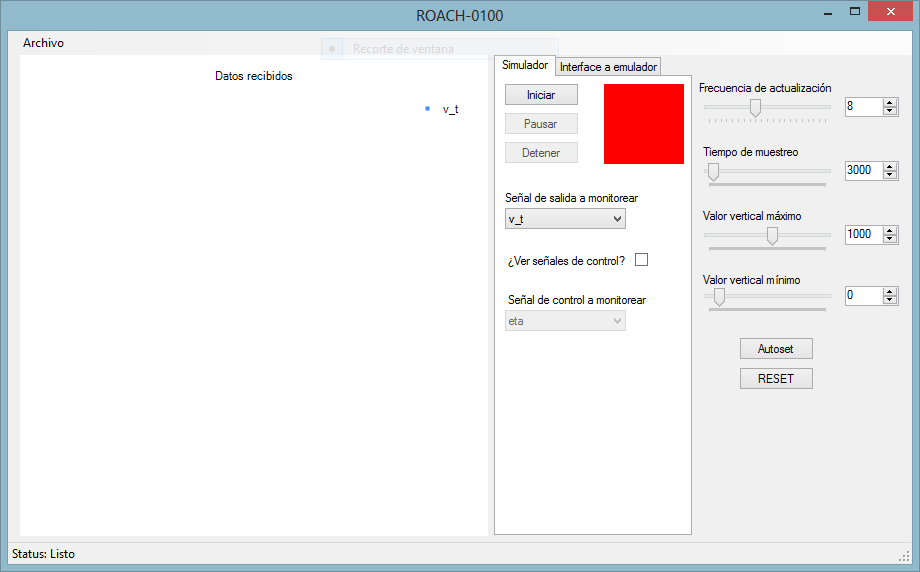 ROACH-0100
Archivo
Recorte de ventana
Datos recibidos
v_t
Simulador
Interface a emulador
Iniciar
Pausar
Detener
Señal de salida a monitorear
v_t
¿Ver señales de control?
Señal de control a monitorear
eta
Frecuencia de actualización
8
Tiempo de muestreo
3000
Valor vertical máximo
1000
Valor vertical mínimo
0
Autoset
RESET
Status: Listo